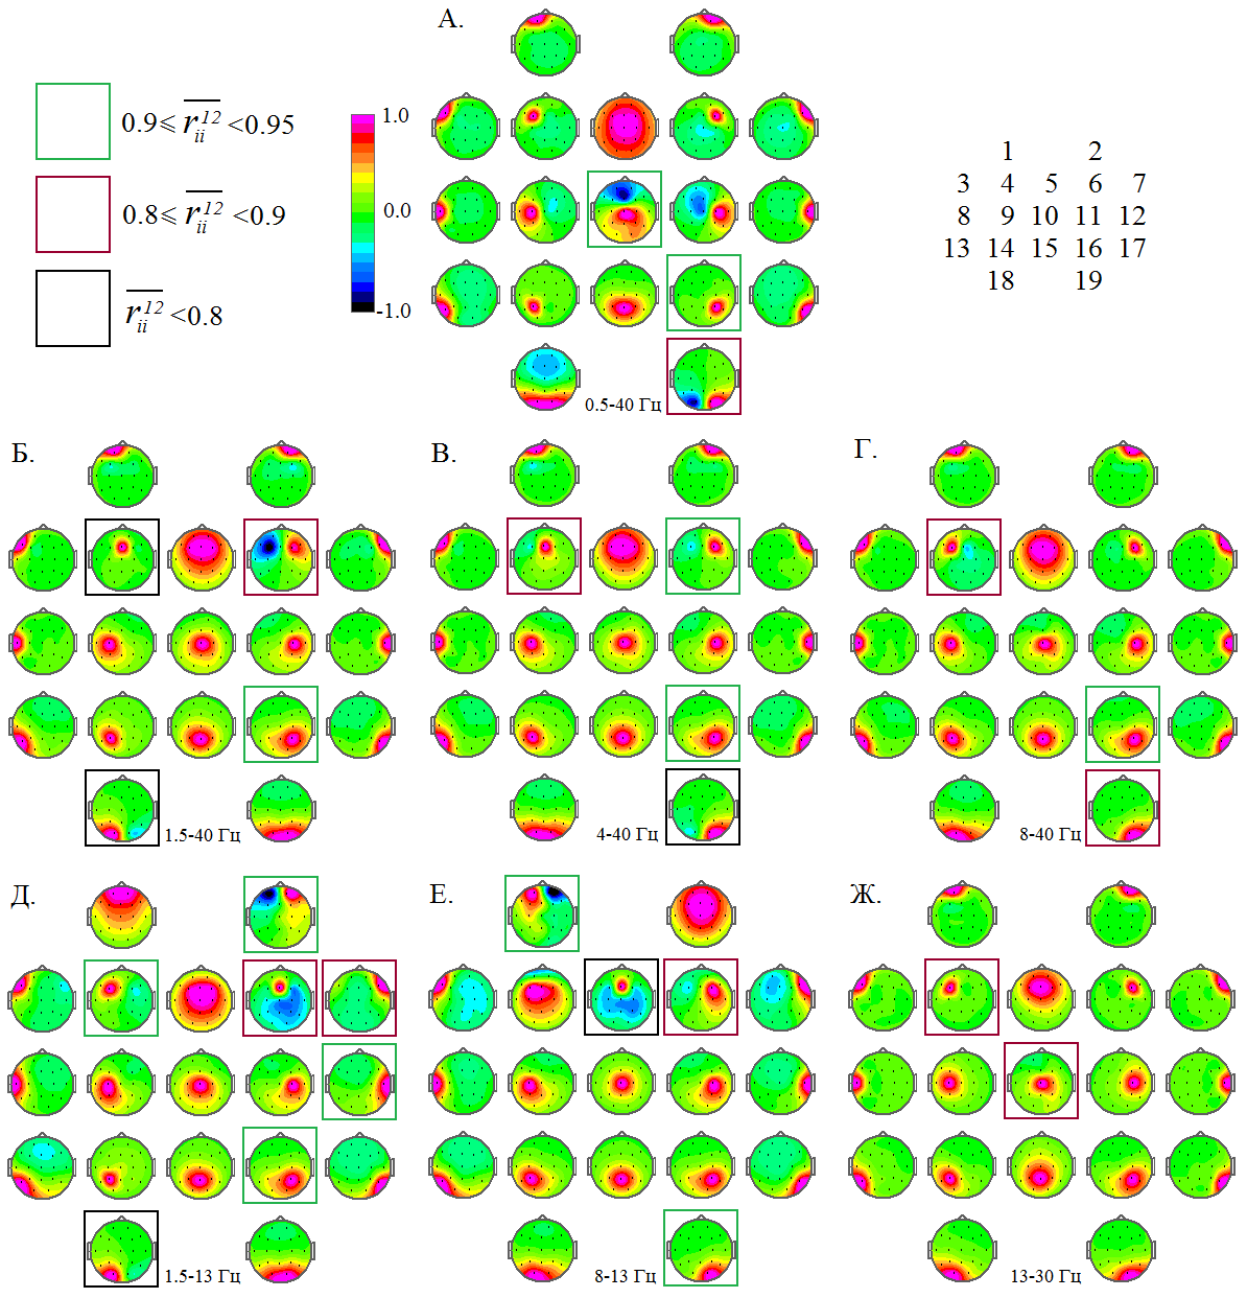 А.
0.9⩽ r̅ᵢᵢ¹² <0.95
0.8⩽ r̅ᵢᵢ¹² <0.9
r̅ᵢᵢ¹² <0.8
1.0
0.0
-1.0
1 2
3 4 5 6 7
8 9 10 11 12
13 14 15 16 17
18 19
0.5-40 Гц
Б.
В.
Г.
1.5-40 Гц
4-40 Гц
8-40 Гц
Д.
Е.
Ж.
1.5-13 Гц
8-13 Гц
13-30 Гц